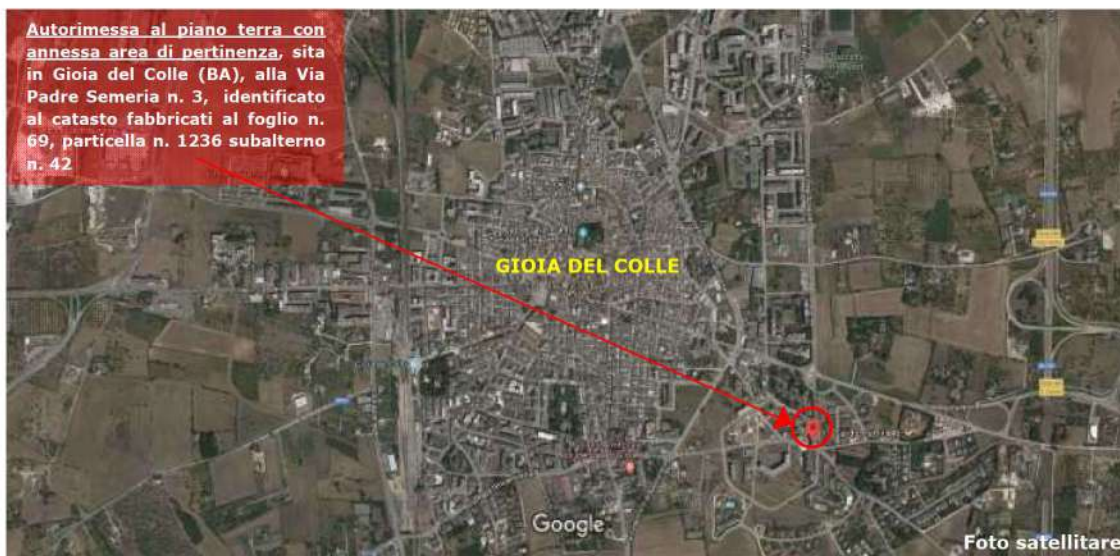 Autorimessa al piano terra con
annessa area di pertinenza, sita
in Gioia del Colle (BA), alla Via
Padre Semeria n. 3, identificato
al catasto fabbricati al foglio n.
69, particella n. 1236 subalterno
n. 42
GIOIA DEL COLLE
Google
Foto satellitare